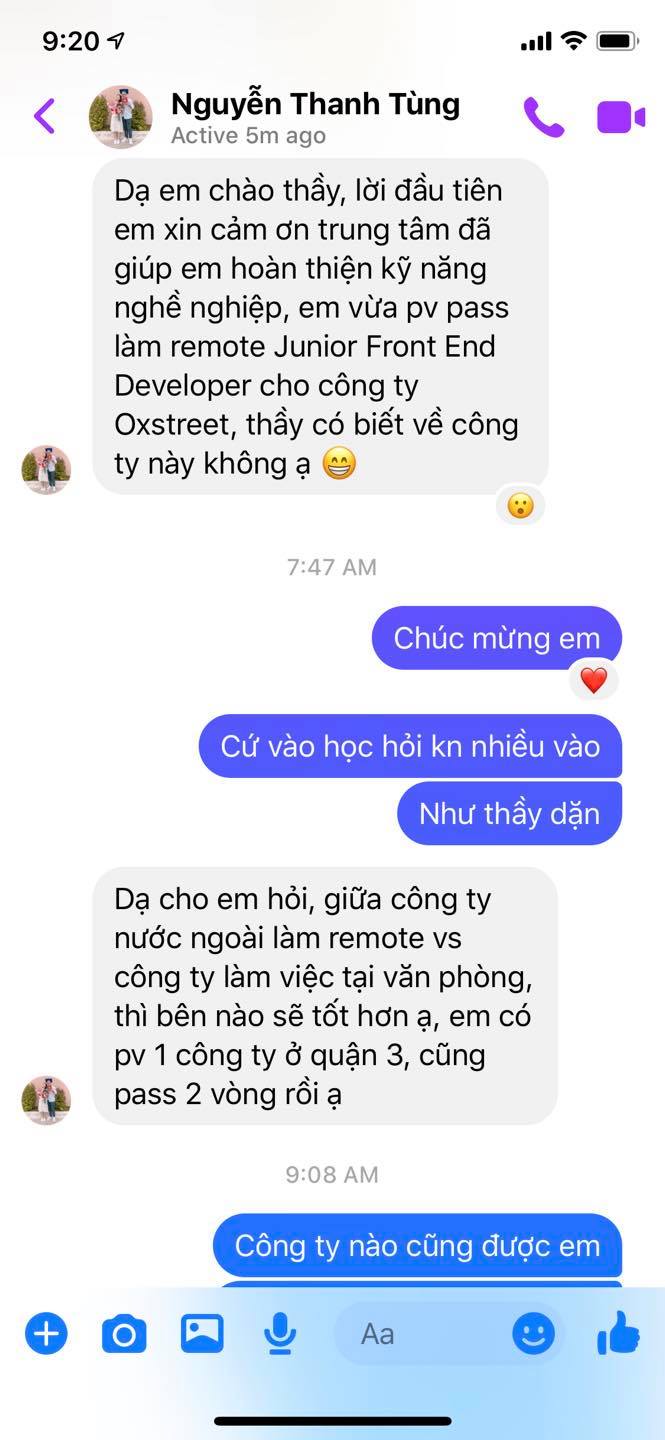 9:20
Nguyễn Thanh Tùng
Active 5m ago
Dạ em chào thầy, lời đầu tiên
em xin cảm ơn trung tâm đã
giúp em hoàn thiện kỹ năng
nghề nghiệp, em vừa pv pass
làm remote Junior Front End
Developer cho công ty
Oxstreet, thầy có biết về công
ty này không ạ 😁
7:47 AM
Chúc mừng em
Cứ vào học hỏi kn nhiều vào
Như thầy dặn
Dạ cho em hỏi, giữa công ty
nước ngoài làm remote vs
công ty làm việc tại văn phòng,
thì bên nào sẽ tốt hơn ạ, em có
pv 1 công ty ở quận 3, cũng
pass 2 vòng rồi ạ
9:08 AM
Công ty nào cũng được em
Aa